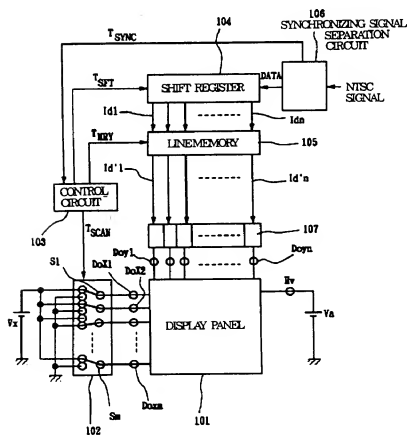 106
SYNCHRONIZING SIGNAL
SEPARATION
CIRCUIT
104
TSYNC
TSFT
SHIFT REGISTER
DATA
NTSC
SIGNAL
Id1
Idn
TMRY
LINE MEMORY
105
Id'1
Id'n
CONTROL
CIRCUIT
103
TSCAN
107
Doy1
Doyn
S1
DoX1
DoX2
Hv
Vx
DISPLAY PANEL
Va
Sm
Doxm
102
101